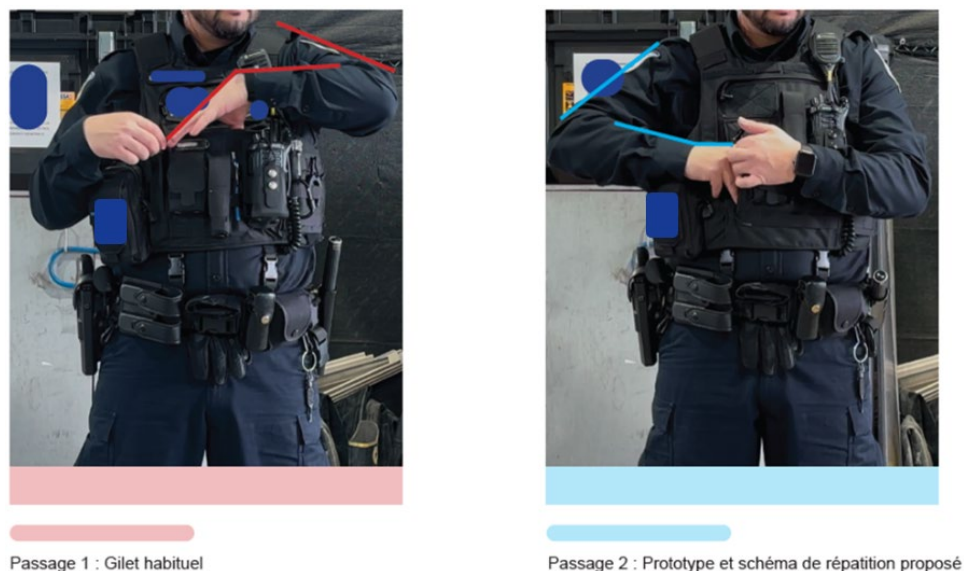 Passage 1 : Gilet habituel
Passage 2 : Prototype et schéma de répatition proposé